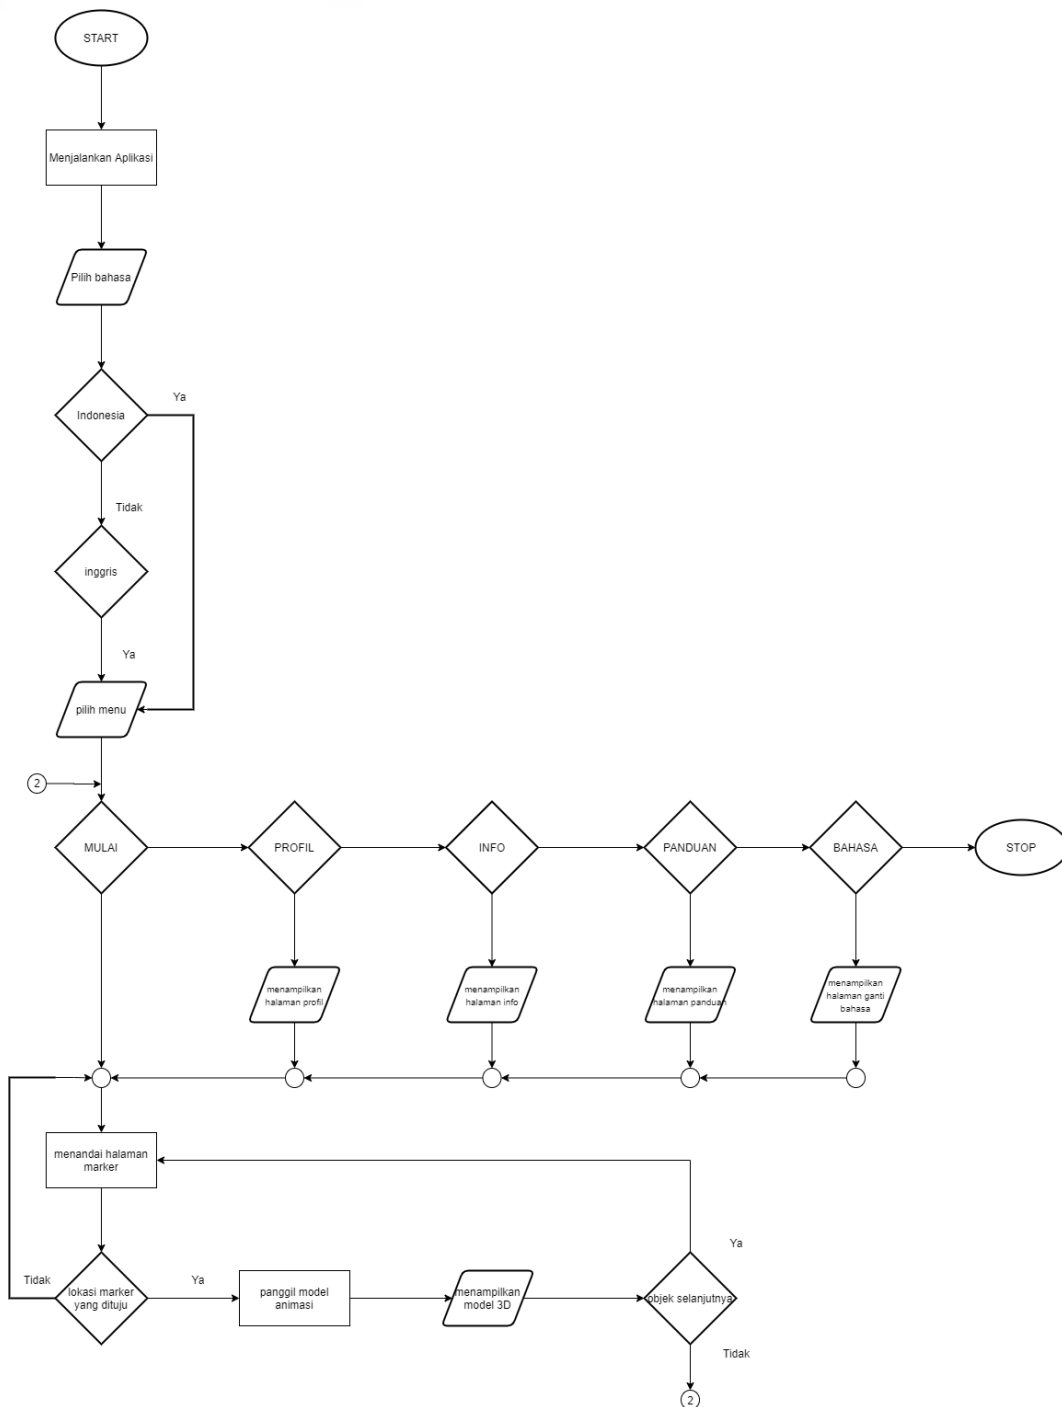 START
Menjalankan Aplikasi
Pilih bahasa
Ya
Indonesia
Tidak
inggris
Ya
pilih menu
2
MULAI
PROFIL
INFO
PANDUAN
BAHASA
STOP
menampilkan
halaman profil
menampilkan
halaman info
menampilkan
halaman panduan
menampilkan
halaman ganti
bahasa
menandai halaman
marker
Ya
Tidak
lokasi marker
yang dituju
Ya
panggil model
animasi
menampilkan
model 3D
objek selanjutnya
Tidak
2